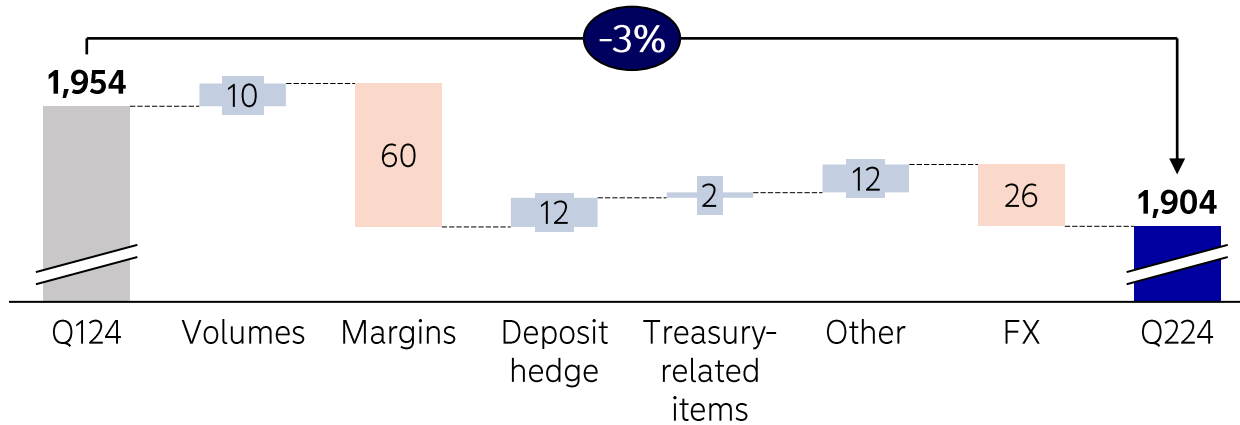 -3%
1,954
10
60
12
2
12
26
1,904
Q124
Volumes
Margins
Deposit
hedge
Treasury-
related
items
Other
FX
Q224